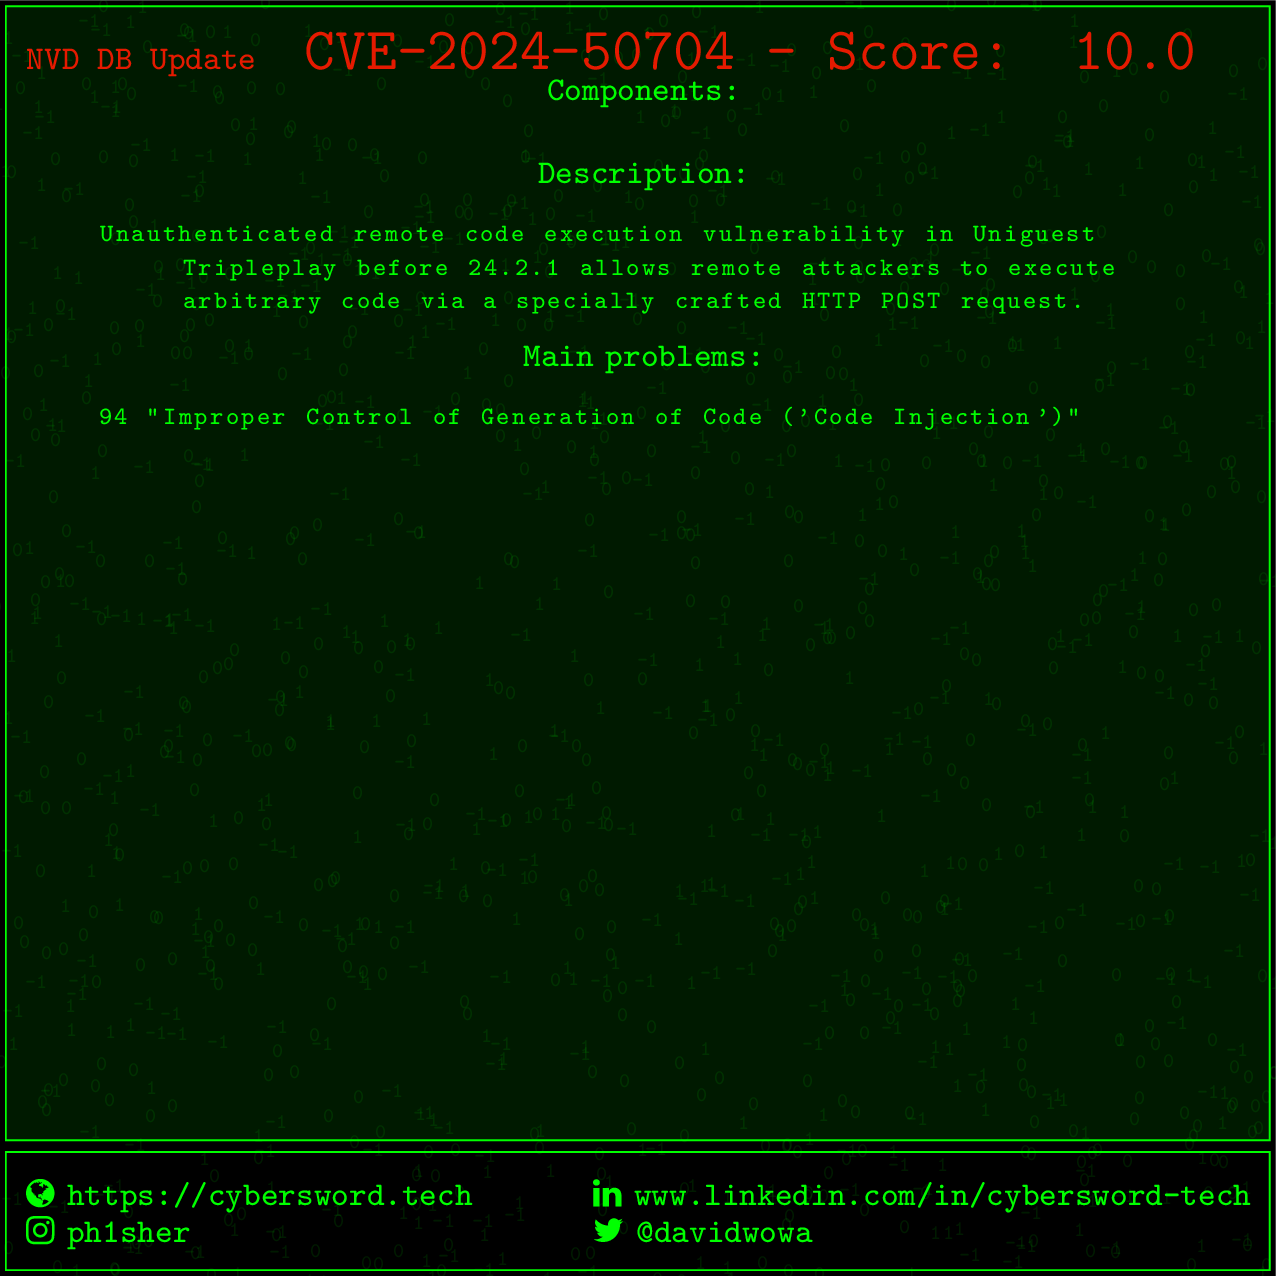 NVD DB Update CVE-2024-50704 - Score: 10.0
Components:
Description:
Unauthenticated remote code execution vulnerability in Uniguest
Tripleplay before 24.2.1 allows remote attackers to execute
arbitrary code via a specially crafted HTTP POST request.
Main problems:
94 "Improper Control of Generation of Code ('Code Injection')"
https://cybersword.tech
www.linkedin.com/in/cybersword-tech
ph1sher
@davidwowa